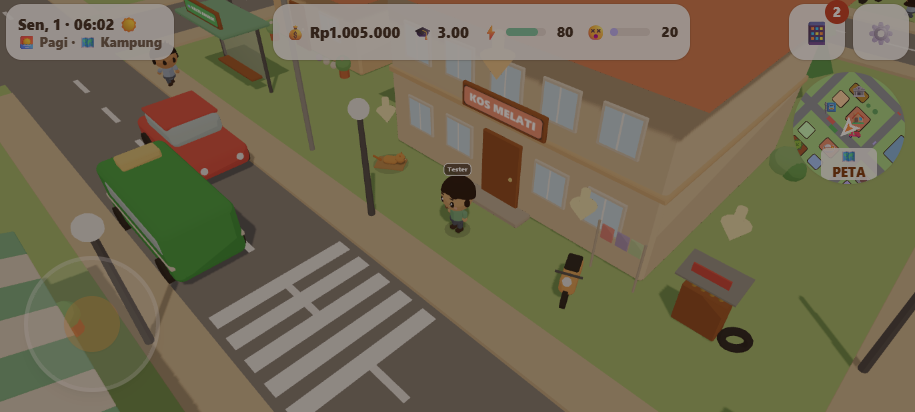 Sen, 1 · 06:02
Pagi · Kampung
Rp1.005.000
3.00
80
20
2
PETA
KOS MELATI
Tester